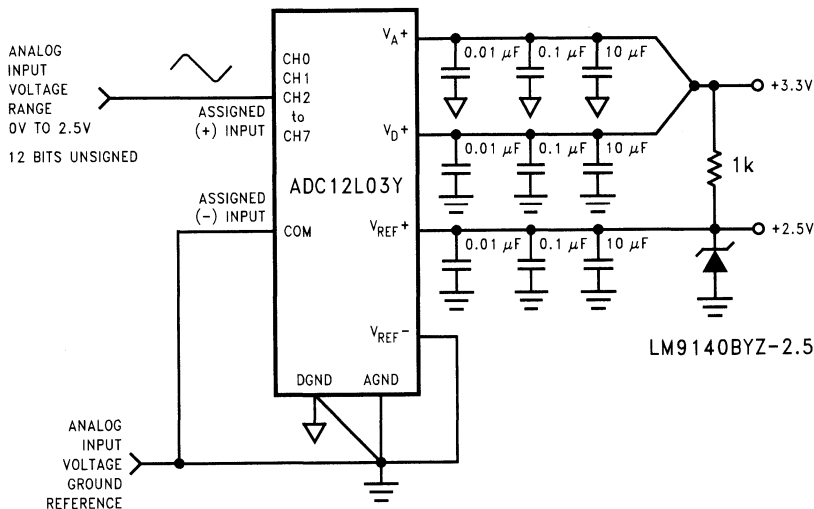 ANALOG
INPUT
VOLTAGE
RANGE
0V TO 2.5V
12 BITS UNSIGNED
ASSIGNED
(+) INPUT
ASSIGNED
(-) INPUT
CH0
CH1
CH2
to
CH7
ADC12L03Y
COM
VA+
VD+
VREF+
VREF-
DGND
AGND
0.01 μF
0.1 μF
10 μF
0.01 μF
0.1 μF
10 μF
0.01 μF
0.1 μF
10 μF
+3.3V
1k
+2.5V
LM9140BYZ-2.5
ANALOG
INPUT
VOLTAGE
GROUND
REFERENCE